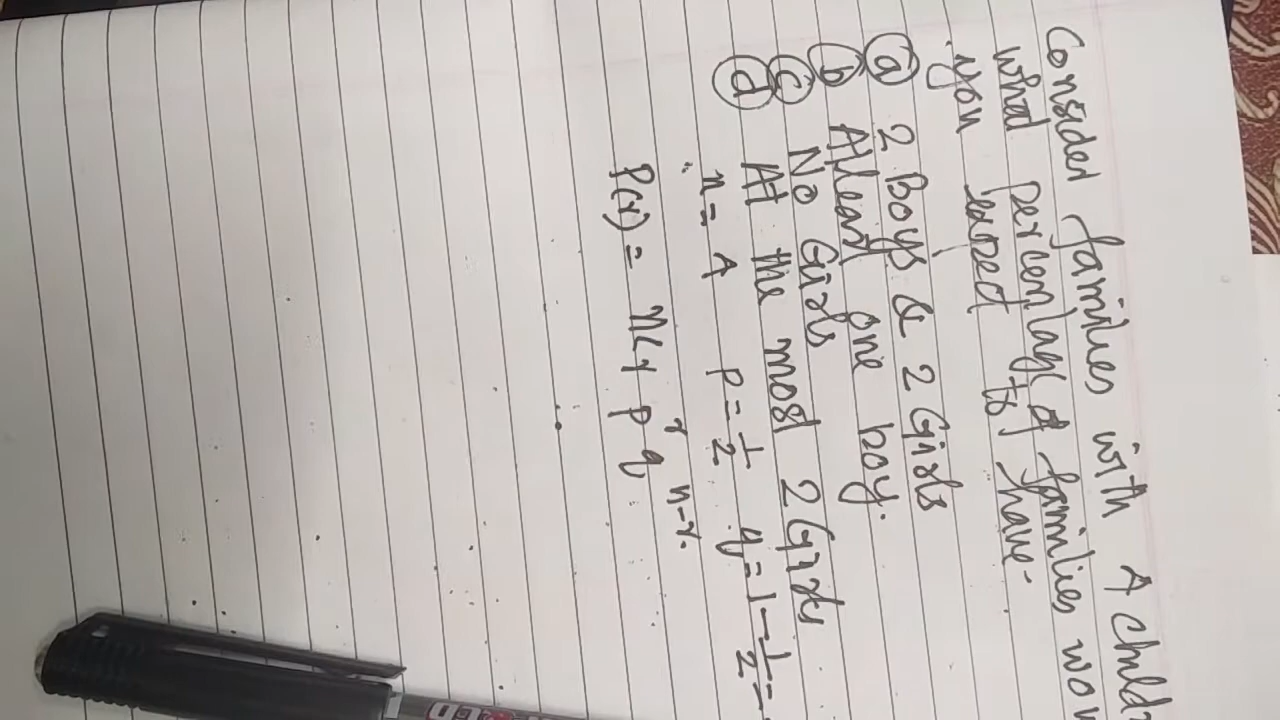 Consider families with 4 child
what percentage of families wou
you expect to have.
(a) 2 Boys & 2 Girls
(b) Atleast one boy.
(c) No Girls
(d) At the most 2 Girls
n = 4 p = 1/2 q = 1 - 1/2 =
P(r) = nCr p^r q^(n-r).